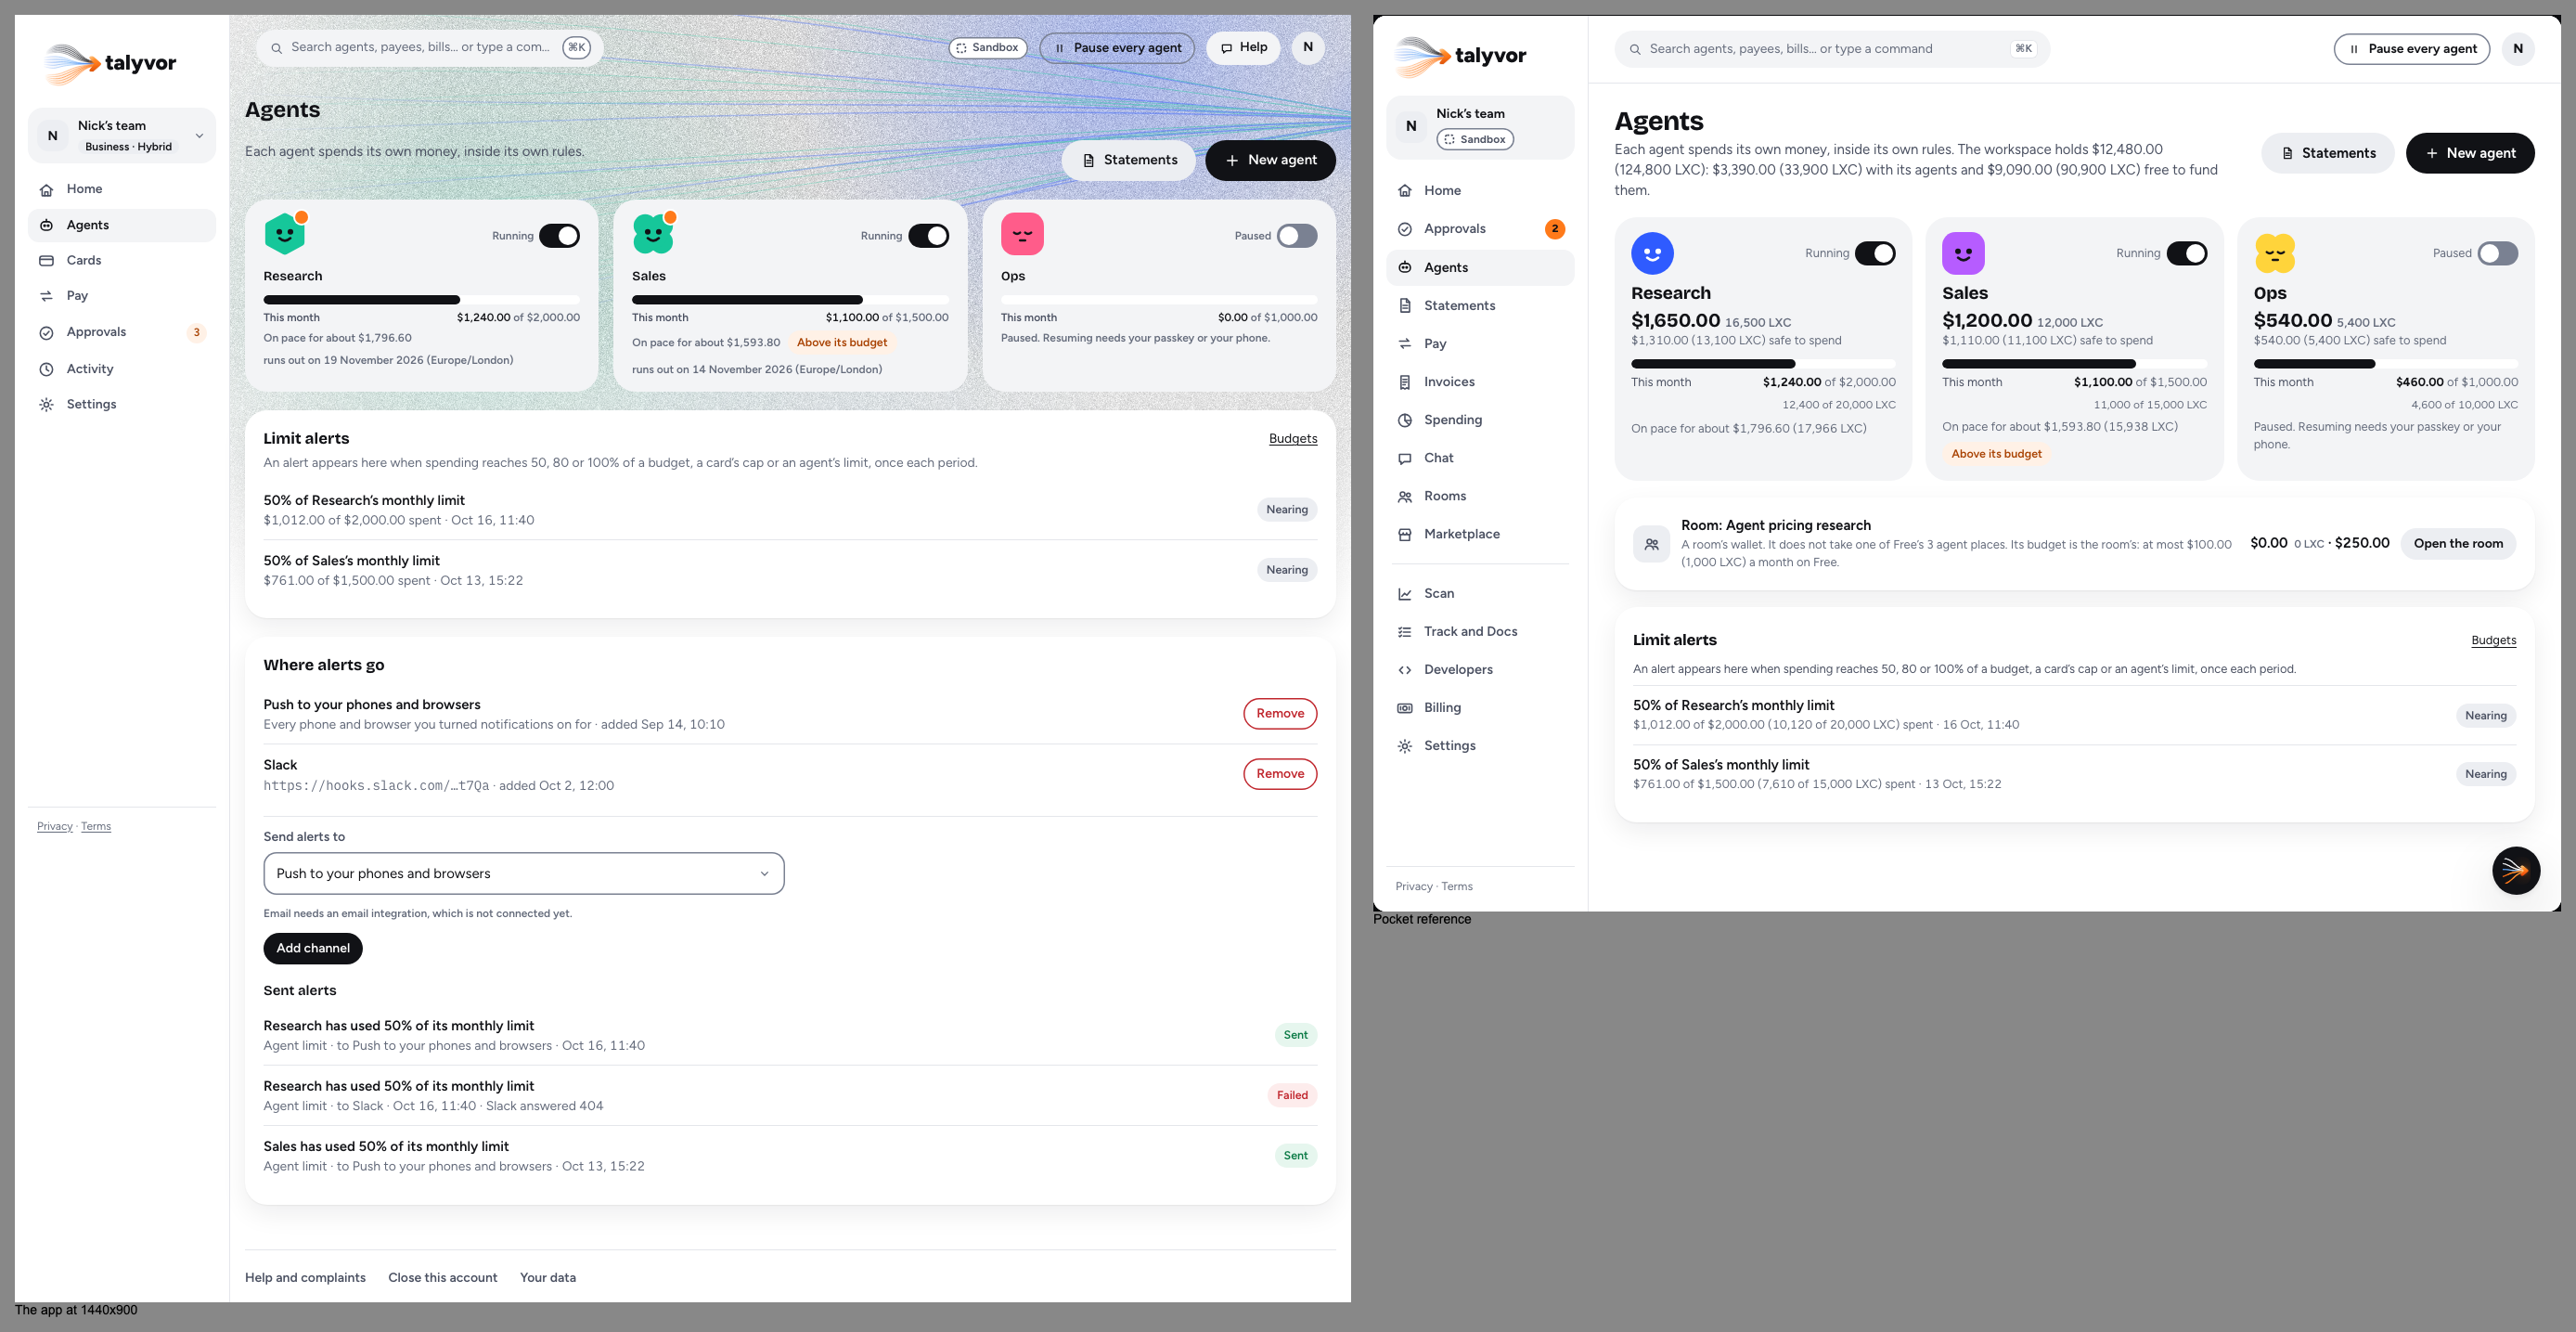 talyvor
Search agents, payees, bills... or type a com... ⌘K
Sandbox
Pause every agent
Help
N
N
Nick's team
Business · Hybrid
Home
Agents
Cards
Pay
Approvals 3
Activity
Settings
Privacy · Terms
Agents
Each agent spends its own money, inside its own rules.
Statements
New agent
Running
Research
This month $1,240.00 of $2,000.00
On pace for about $1,796.60
runs out on 19 November 2026 (Europe/London)
Running
Sales
This month $1,100.00 of $1,500.00
On pace for about $1,593.80 Above its budget
runs out on 14 November 2026 (Europe/London)
Paused
Ops
This month $0.00 of $1,000.00
Paused. Resuming needs your passkey or your phone.
Limit alerts Budgets
An alert appears here when spending reaches 50, 80 or 100% of a budget, a card's cap or an agent's limit, once each period.
50% of Research's monthly limit
$1,012.00 of $2,000.00 spent · Oct 16, 11:40
Nearing
50% of Sales's monthly limit
$761.00 of $1,500.00 spent · Oct 13, 15:22
Nearing
Where alerts go
Push to your phones and browsers
Every phone and browser you turned notifications on for · added Sep 14, 10:10
Remove
Slack
https://hooks.slack.com/…t7Qa · added Oct 2, 12:00
Remove
Send alerts to
Push to your phones and browsers
Email needs an email integration, which is not connected yet.
Add channel
Sent alerts
Research has used 50% of its monthly limit
Agent limit · to Push to your phones and browsers · Oct 16, 11:40
Sent
Research has used 50% of its monthly limit
Agent limit · to Slack · Oct 16, 11:40 · Slack answered 404
Failed
Sales has used 50% of its monthly limit
Agent limit · to Push to your phones and browsers · Oct 13, 15:22
Sent
Help and complaints Close this account Your data
The app at 1440x900
talyvor
Search agents, payees, bills... or type a command ⌘K
Pause every agent
N
N
Nick's team
Sandbox
Home
Approvals 2
Agents
Statements
Pay
Invoices
Spending
Chat
Rooms
Marketplace
Scan
Track and Docs
Developers
Billing
Settings
Privacy · Terms
Agents
Each agent spends its own money, inside its own rules. The workspace holds $12,480.00
(124,800 LXC): $3,390.00 (33,900 LXC) with its agents and $9,090.00 (90,900 LXC) free to fund
them.
Statements
New agent
Running
Research
$1,650.00 16,500 LXC
$1,310.00 (13,100 LXC) safe to spend
This month $1,240.00 of $2,000.00
12,400 of 20,000 LXC
On pace for about $1,796.60 (17,966 LXC)
Running
Sales
$1,200.00 12,000 LXC
$1,110.00 (11,100 LXC) safe to spend
This month $1,100.00 of $1,500.00
11,000 of 15,000 LXC
On pace for about $1,593.80 (15,938 LXC)
Above its budget
Paused
Ops
$540.00 5,400 LXC
$540.00 (5,400 LXC) safe to spend
This month $460.00 of $1,000.00
4,600 of 10,000 LXC
Paused. Resuming needs your passkey or your
phone.
Room: Agent pricing research
A room's wallet. It does not take one of Free's 3 agent places. Its budget is the room's: at most $100.00
(1,000 LXC) a month on Free.
$0.00 0 LXC · $250.00
Open the room
Limit alerts Budgets
An alert appears here when spending reaches 50, 80 or 100% of a budget, a card's cap or an agent's limit, once each period.
50% of Research's monthly limit
$1,012.00 of $2,000.00 (10,120 of 20,000 LXC) spent · 16 Oct, 11:40
Nearing
50% of Sales's monthly limit
$761.00 of $1,500.00 (7,610 of 15,000 LXC) spent · 13 Oct, 15:22
Nearing
Pocket reference